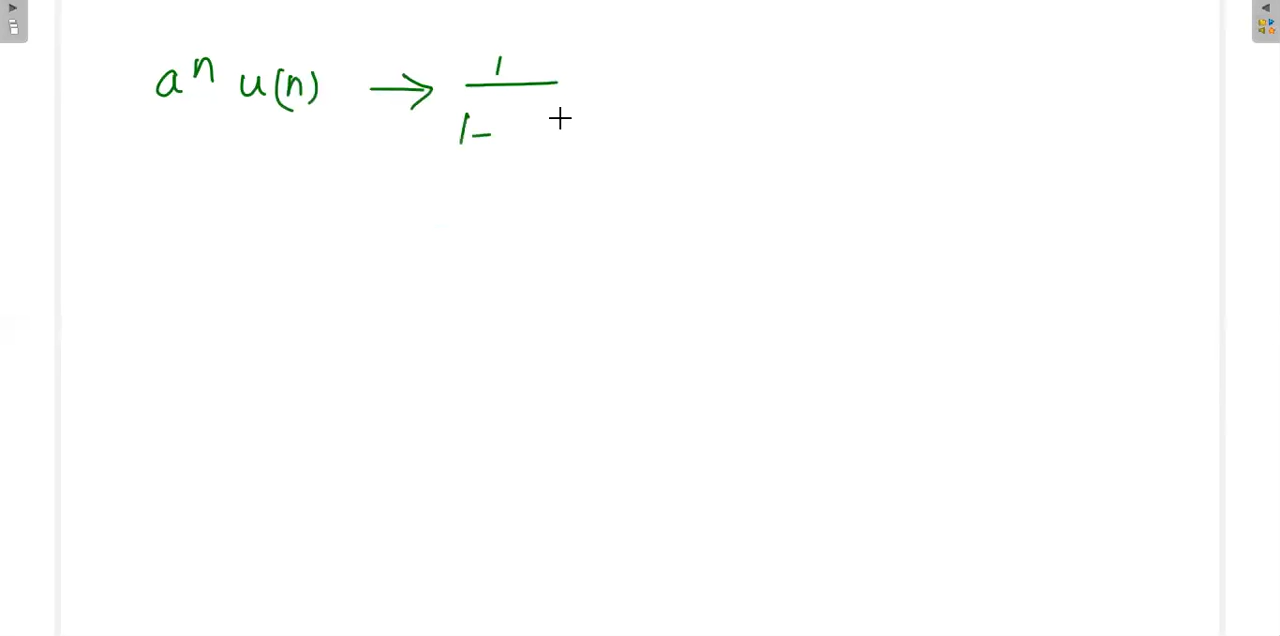 aⁿ u(n) → 1
1-